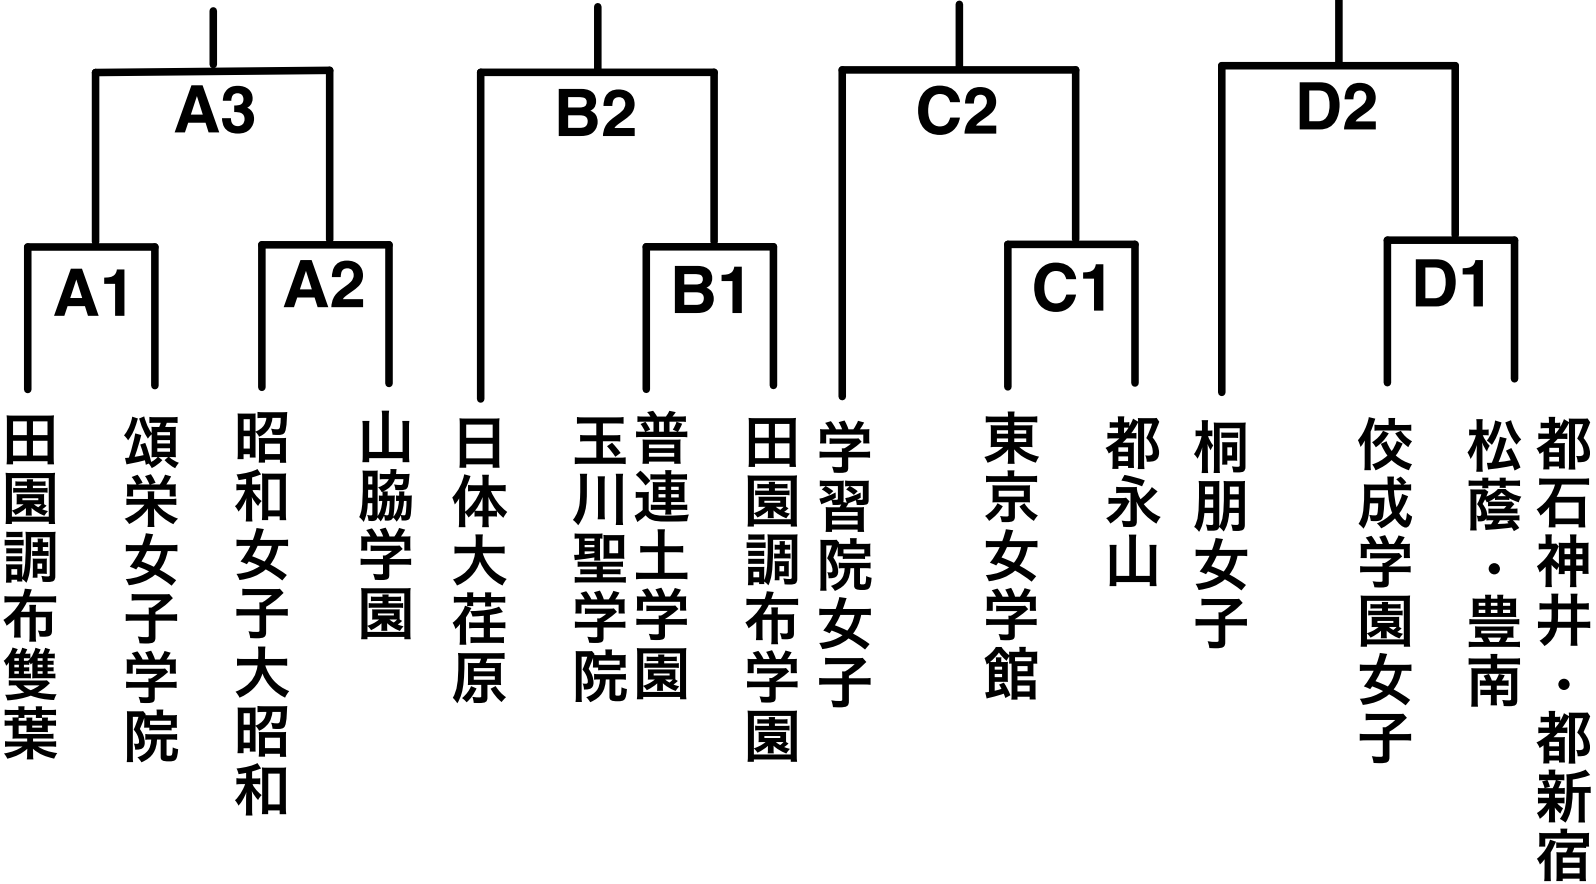 A3
B2
C2
D2
A1
A2
B1
C1
D1
田園調布雙葉
頌栄女子学院
昭和女子大昭和
山脇学園
日体大荏原
玉川聖学院
普連土学園
田園調布学園
学習院女子
東京女学館
都永山
桐朋女子
佼成学園女子
松蔭・豊南
都石神井・都新宿